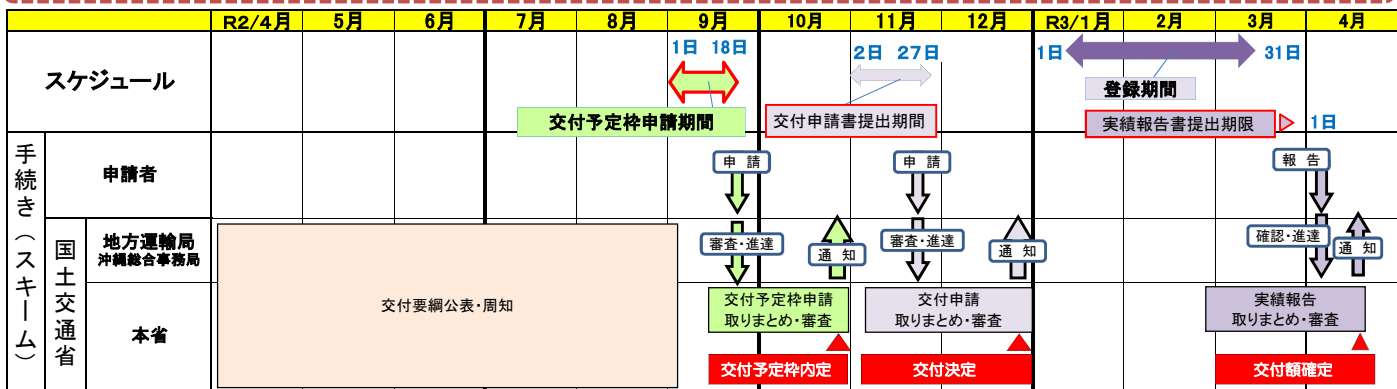 R2/4月 5月 6月 7月 8月 9月 10月 11月 12月 R3/1月 2月 3月 4月
スケジュール
1日 18日
2日 27日
1日
31日
登録期間
交付予定枠申請期間
交付申請書提出期間
実績報告書提出期限
1日
手続き(スキーム)
申請者
申 請
申 請
報 告
国土交通省
地方運輸局
沖縄総合事務局
審査・進達
通 知
審査・進達
通 知
確認・進達
通 知
本省
交付要綱公表・周知
交付予定枠申請
取りまとめ・審査
交付申請
取りまとめ・審査
実績報告
取りまとめ・審査
交付予定枠内定
交付決定
交付額確定